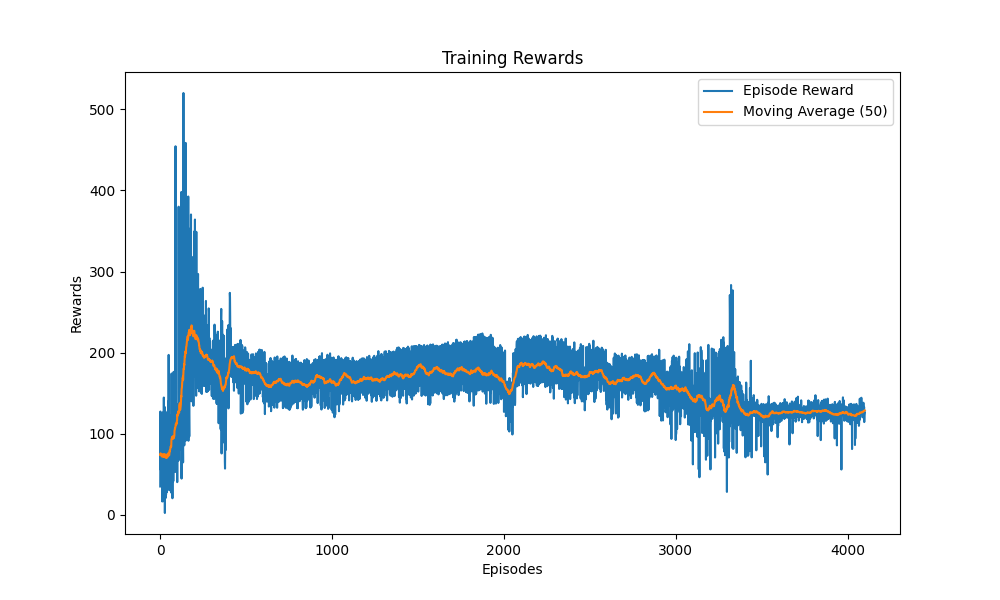 Training Rewards
Episode Reward
Moving Average (50)
Rewards
500
400
300
200
100
0
0 1000 2000 3000 4000
Episodes